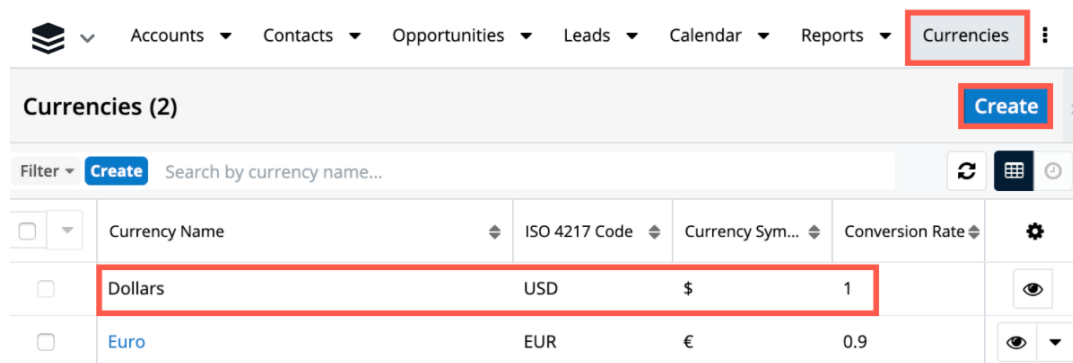 Accounts Contacts Opportunities Leads Calendar Reports Currencies
Currencies (2) Create
Filter Create Search by currency name...
Currency Name ISO 4217 Code Currency Sym... Conversion Rate
Dollars USD $ 1
Euro EUR € 0.9